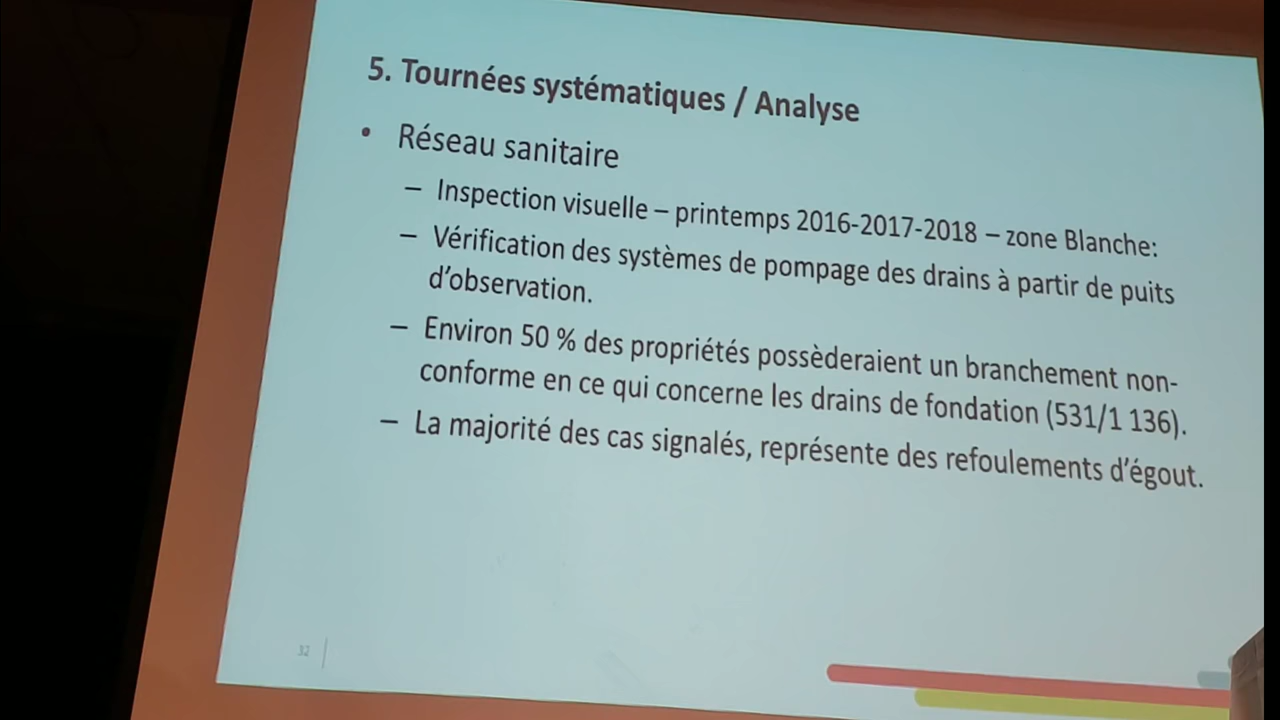 5. Tournées systématiques / Analyse
• Réseau sanitaire
– Inspection visuelle – printemps 2016-2017-2018 – zone Blanche:
– Vérification des systèmes de pompage des drains à partir de puits
d'observation.
– Environ 50 % des propriétés possèderaient un branchement non-
conforme en ce qui concerne les drains de fondation (531/1 136).
– La majorité des cas signalés, représente des refoulements d'égout.
32